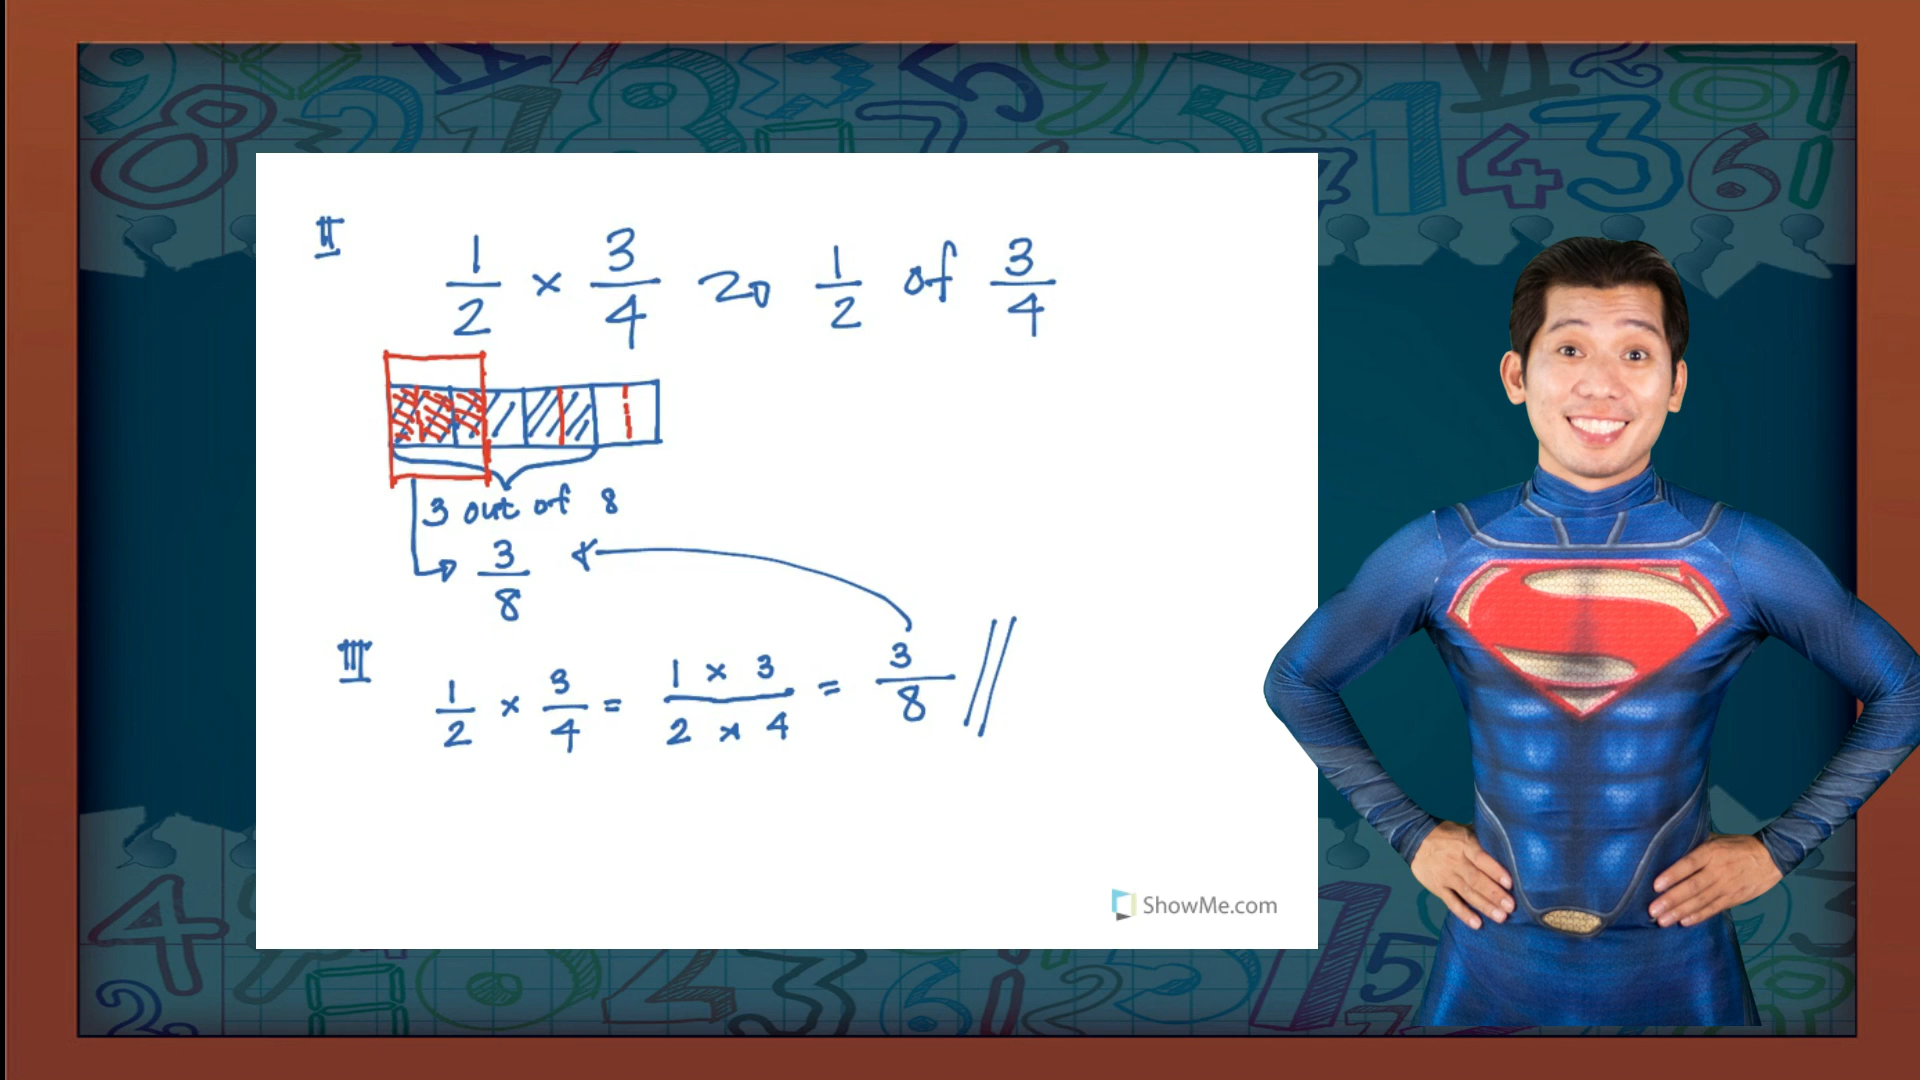 II
1/2 × 3/4 → 1/2 of 3/4
3 out of 8
3/8
III
1/2 × 3/4 = 1 × 3 / 2 × 4 = 3/8 //
ShowMe.com